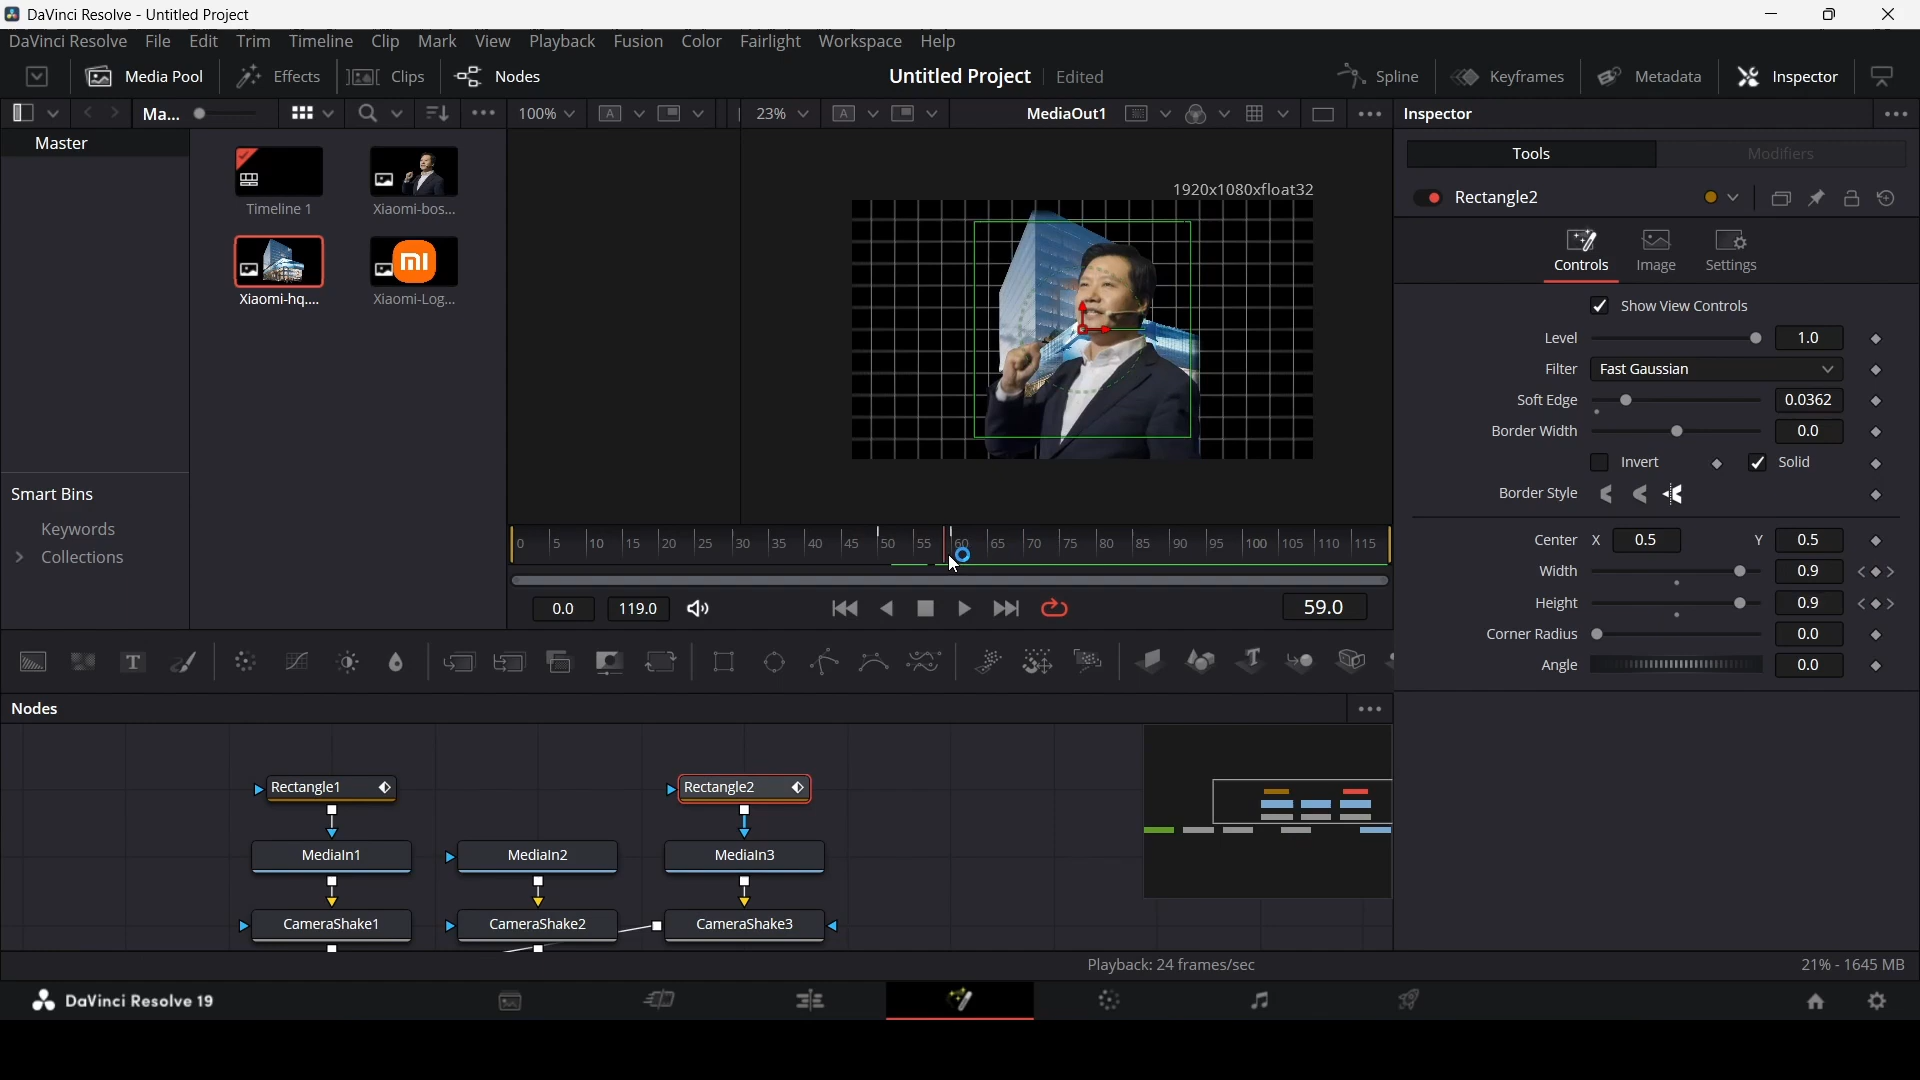 DaVinci Resolve - Untitled Project
DaVinci Resolve File Edit Trim Timeline Clip Mark View Playback Fusion Color Fairlight Workspace Help
Media Pool Effects Clips Nodes Untitled Project Edited Spline Keyframes Metadata Inspector
Ma... 100% A 23% A MediaOut1 Inspector
Master
Timeline 1 Xiaomi-bos...
mi
Xiaomi-hq.... Xiaomi-Log...
Smart Bins
Keywords
Collections
1920x1080xfloat32
0 5 10 15 20 25 30 35 40 45 50 55 60 65 70 75 80 85 90 95 100 105 110 115
0.0 119.0 59.0
Tools Modifiers
Rectangle2
Controls Image Settings
Show View Controls
Level 1.0
Filter Fast Gaussian
Soft Edge 0.0362
Border Width 0.0
Invert Solid
Border Style
Center X 0.5 Y 0.5
Width 0.9
Height 0.9
Corner Radius 0.0
Angle 0.0
T T
Nodes
Rectangle1 Rectangle2
MediaIn1 MediaIn2 MediaIn3
CameraShake1 CameraShake2 CameraShake3
Playback: 24 frames/sec 21% - 1645 MB
DaVinci Resolve 19